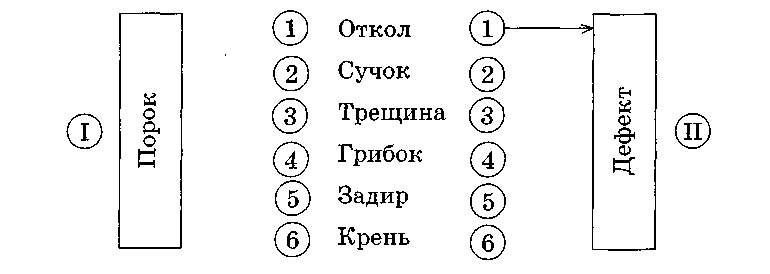 1 Откол 1
2 Сучок 2
3 Трещина 3
I Порок 4 Грибок 4 Дефект II
5 Задир 5
6 Крень 6